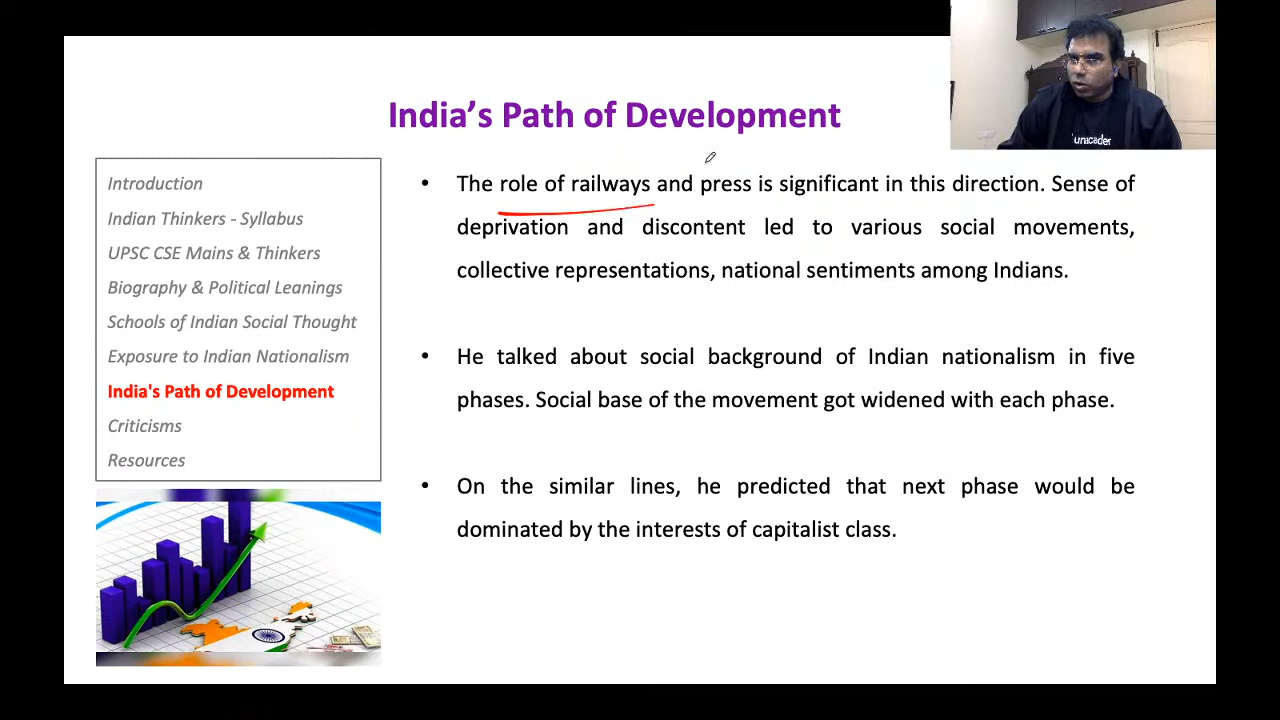 India's Path of Development
Introduction
Indian Thinkers - Syllabus
UPSC CSE Mains & Thinkers
Biography & Political Leanings
Schools of Indian Social Thought
Exposure to Indian Nationalism
India's Path of Development
Criticisms
Resources
• The role of railways and press is significant in this direction. Sense of
deprivation and discontent led to various social movements,
collective representations, national sentiments among Indians.
• He talked about social background of Indian nationalism in five
phases. Social base of the movement got widened with each phase.
• On the similar lines, he predicted that next phase would be
dominated by the interests of capitalist class.